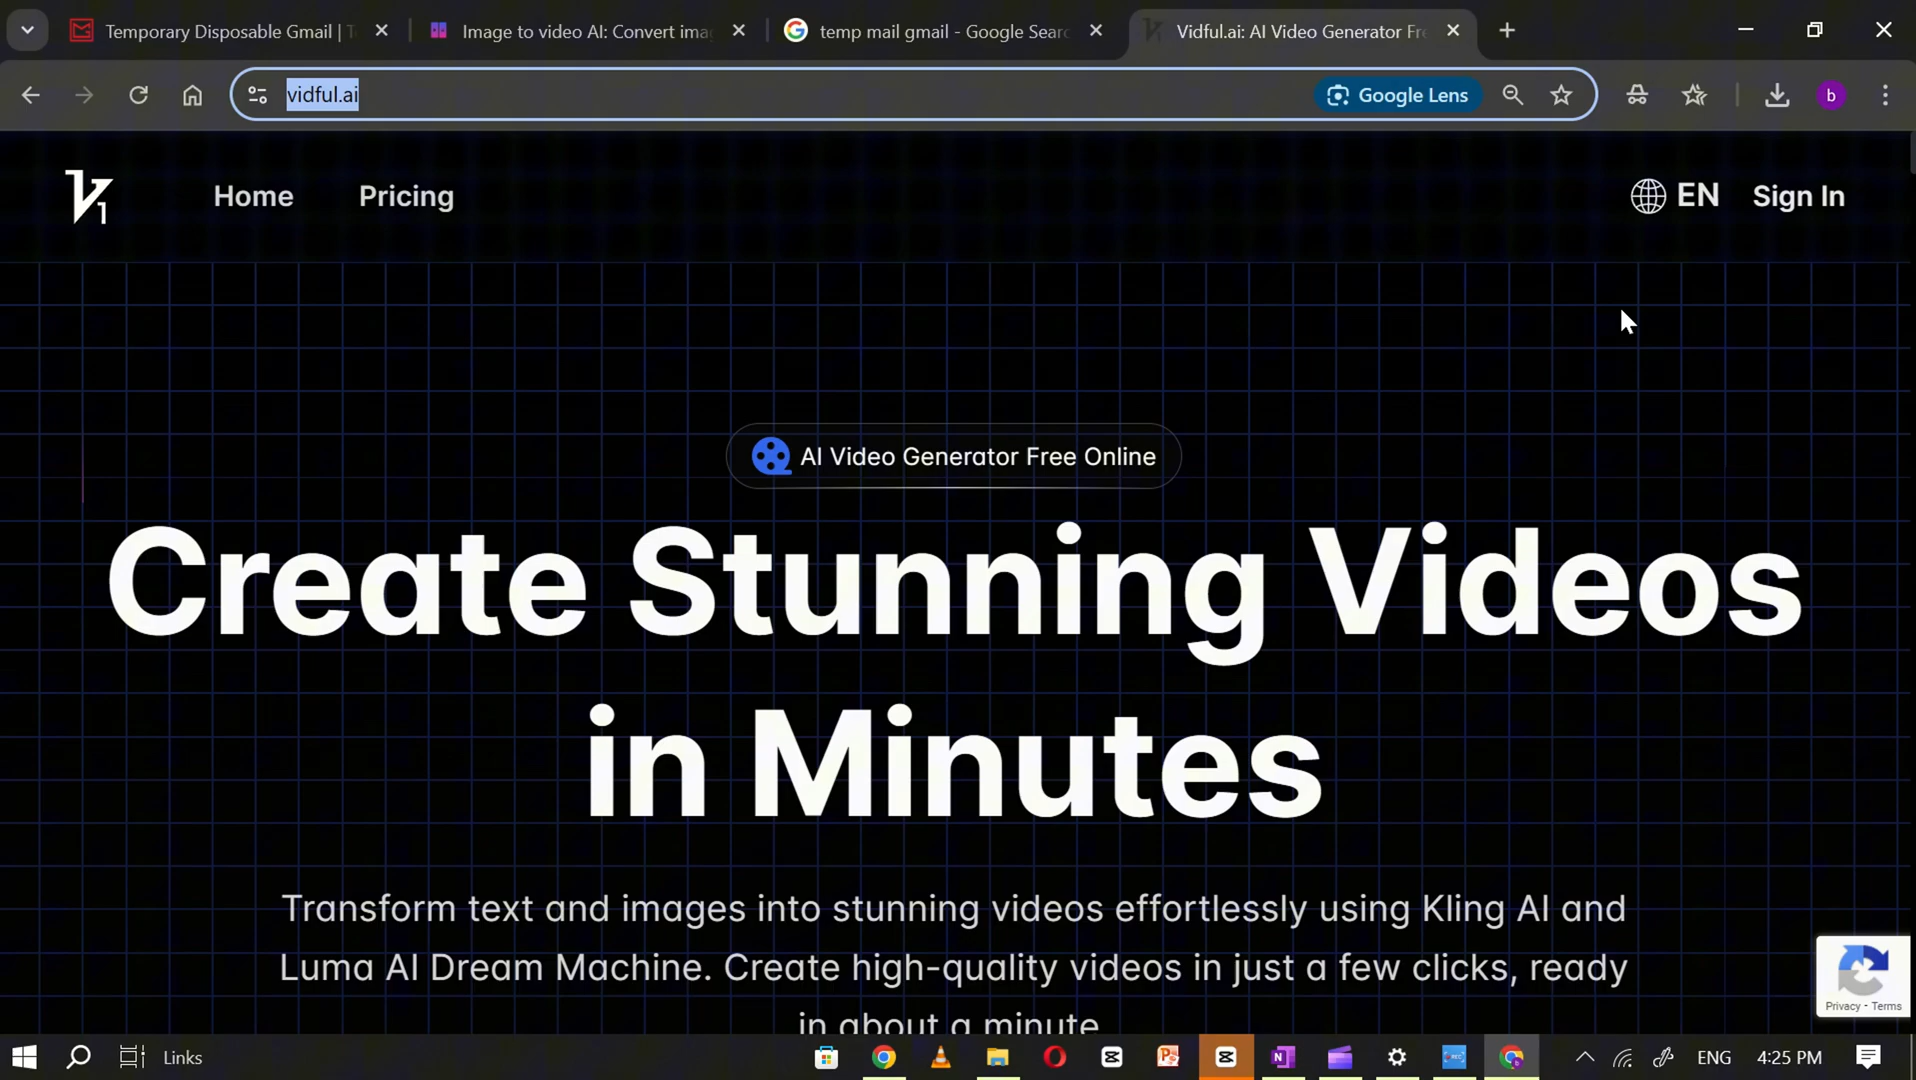 Temporary Disposable Gmail | T
Image to video AI: Convert ima
temp mail gmail - Google Searc
Vidful.ai: AI Video Generator Fr
vidful.ai
Google Lens
b
V1
Home
Pricing
EN
Sign In
AI Video Generator Free Online
Create Stunning Videos
in Minutes
Transform text and images into stunning videos effortlessly using Kling AI and
Luma AI Dream Machine. Create high-quality videos in just a few clicks, ready
in about a minute.
Privacy - Terms
Links
ENG
4:25 PM